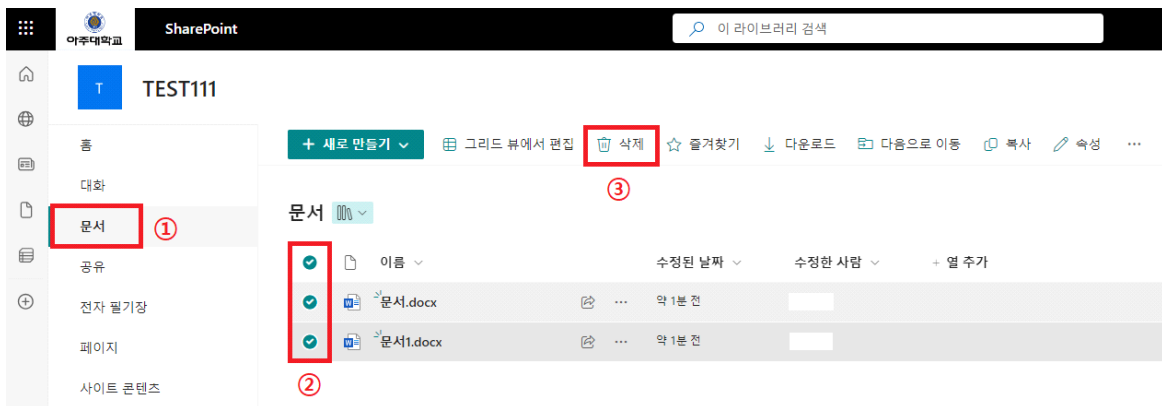 아주대학교 SharePoint 이 라이브러리 검색
T TEST111
홈 + 새로 만들기 그리드 뷰에서 편집 삭제 즐겨찾기 다운로드 다음으로 이동 복사 속성 ...
대화 ③
문서 ① 문서
공유 이름 수정된 날짜 수정한 사람 + 열 추가
전자 필기장 문서.docx ... 약 1분 전
페이지 문서1.docx ... 약 1분 전
사이트 콘텐츠 ②